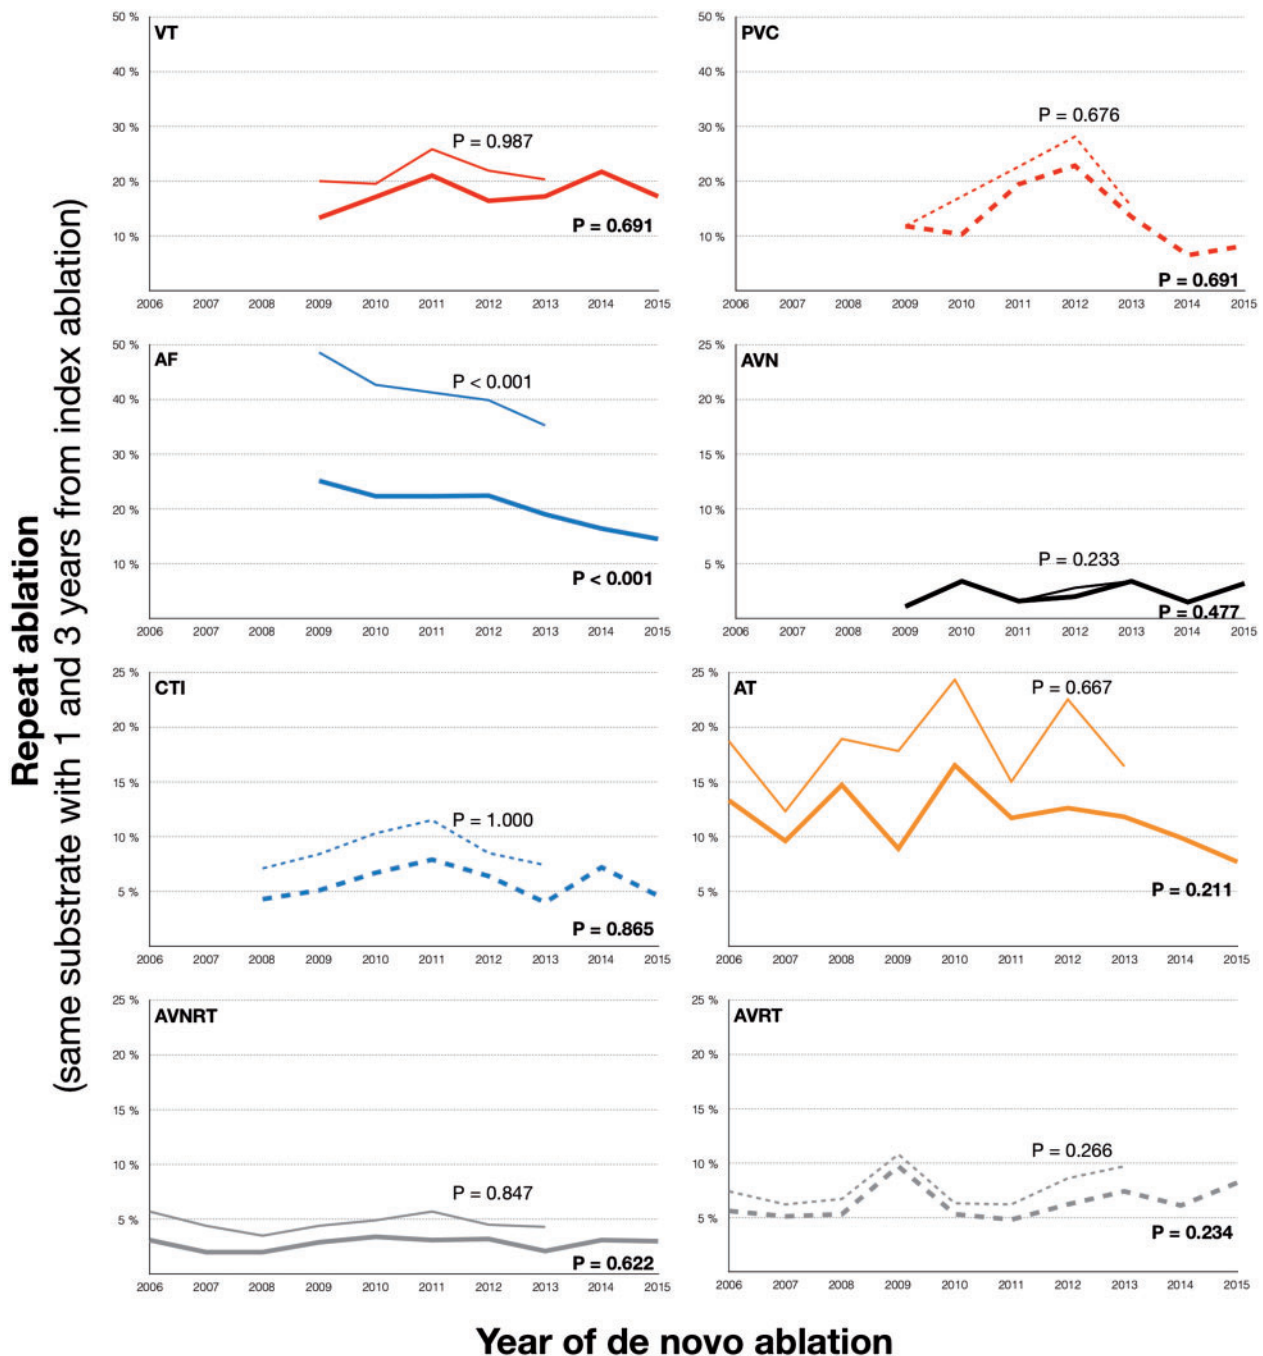 Repeat ablation
(same substrate with 1 and 3 years from index ablation)
VT
50 %
40 %
30 %
20 %
10 %
P = 0.987
P = 0.691
2006 2007 2008 2009 2010 2011 2012 2013 2014 2015
PVC
50 %
40 %
30 %
20 %
10 %
P = 0.676
P = 0.691
2006 2007 2008 2009 2010 2011 2012 2013 2014 2015
AF
50 %
40 %
30 %
20 %
10 %
P < 0.001
P < 0.001
2006 2007 2008 2009 2010 2011 2012 2013 2014 2015
AVN
25 %
20 %
15 %
10 %
5 %
P = 0.233
P = 0.477
2006 2007 2008 2009 2010 2011 2012 2013 2014 2015
CTI
25 %
20 %
15 %
10 %
5 %
P = 1.000
P = 0.865
2006 2007 2008 2009 2010 2011 2012 2013 2014 2015
AT
25 %
20 %
15 %
10 %
5 %
P = 0.667
P = 0.211
2006 2007 2008 2009 2010 2011 2012 2013 2014 2015
AVNRT
25 %
20 %
15 %
10 %
5 %
P = 0.847
P = 0.622
2006 2007 2008 2009 2010 2011 2012 2013 2014 2015
AVRT
25 %
20 %
15 %
10 %
5 %
P = 0.266
P = 0.234
2006 2007 2008 2009 2010 2011 2012 2013 2014 2015
Year of de novo ablation